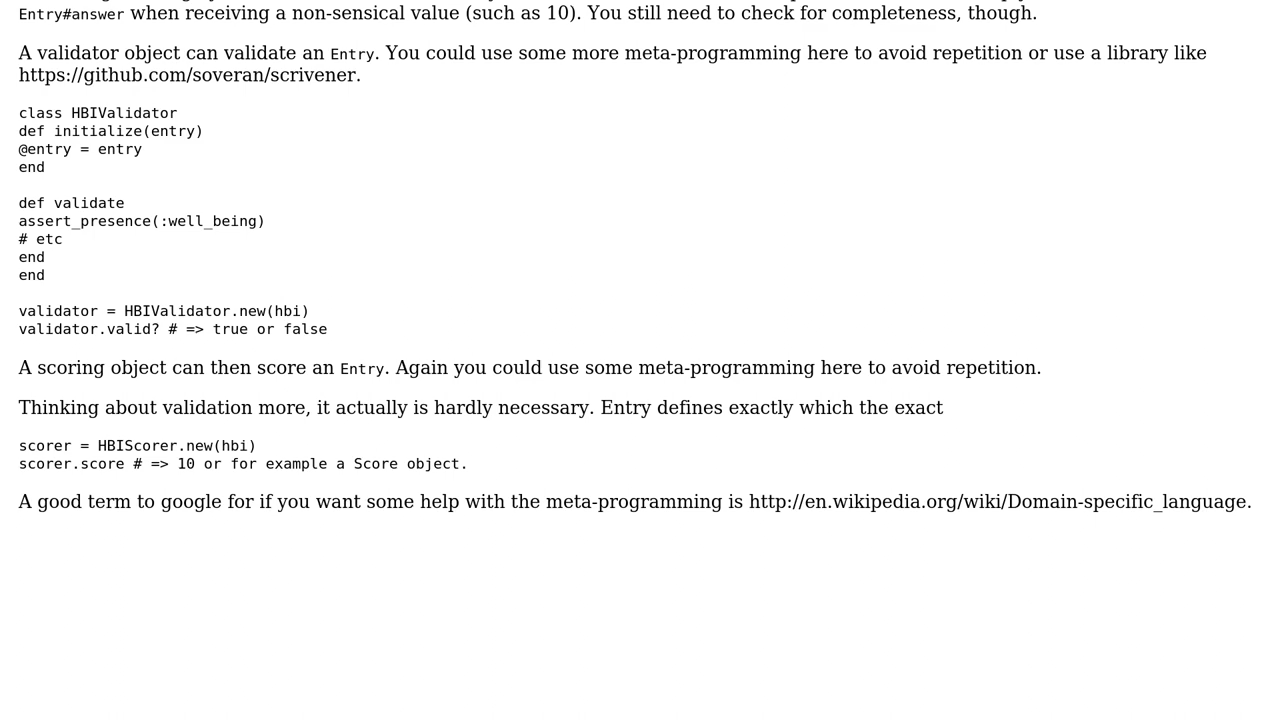 Entry#answer when receiving a non-sensical value (such as 10). You still need to check for completeness, though.
A validator object can validate an Entry. You could use some more meta-programming here to avoid repetition or use a library like
https://github.com/soveran/scrivener.
class HBIValidator
def initialize(entry)
@entry = entry
end
def validate
assert_presence(:well_being)
# etc
end
end
validator = HBIValidator.new(hbi)
validator.valid? # => true or false
A scoring object can then score an Entry. Again you could use some meta-programming here to avoid repetition.
Thinking about validation more, it actually is hardly necessary. Entry defines exactly which the exact
scorer = HBIScorer.new(hbi)
scorer.score # => 10 or for example a Score object.
A good term to google for if you want some help with the meta-programming is http://en.wikipedia.org/wiki/Domain-specific_language.